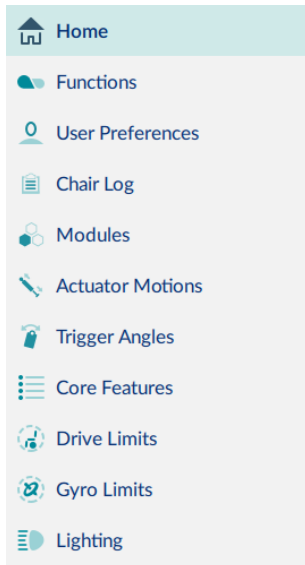 Home
Functions
User Preferences
Chair Log
Modules
Actuator Motions
Trigger Angles
Core Features
Drive Limits
Gyro Limits
Lighting